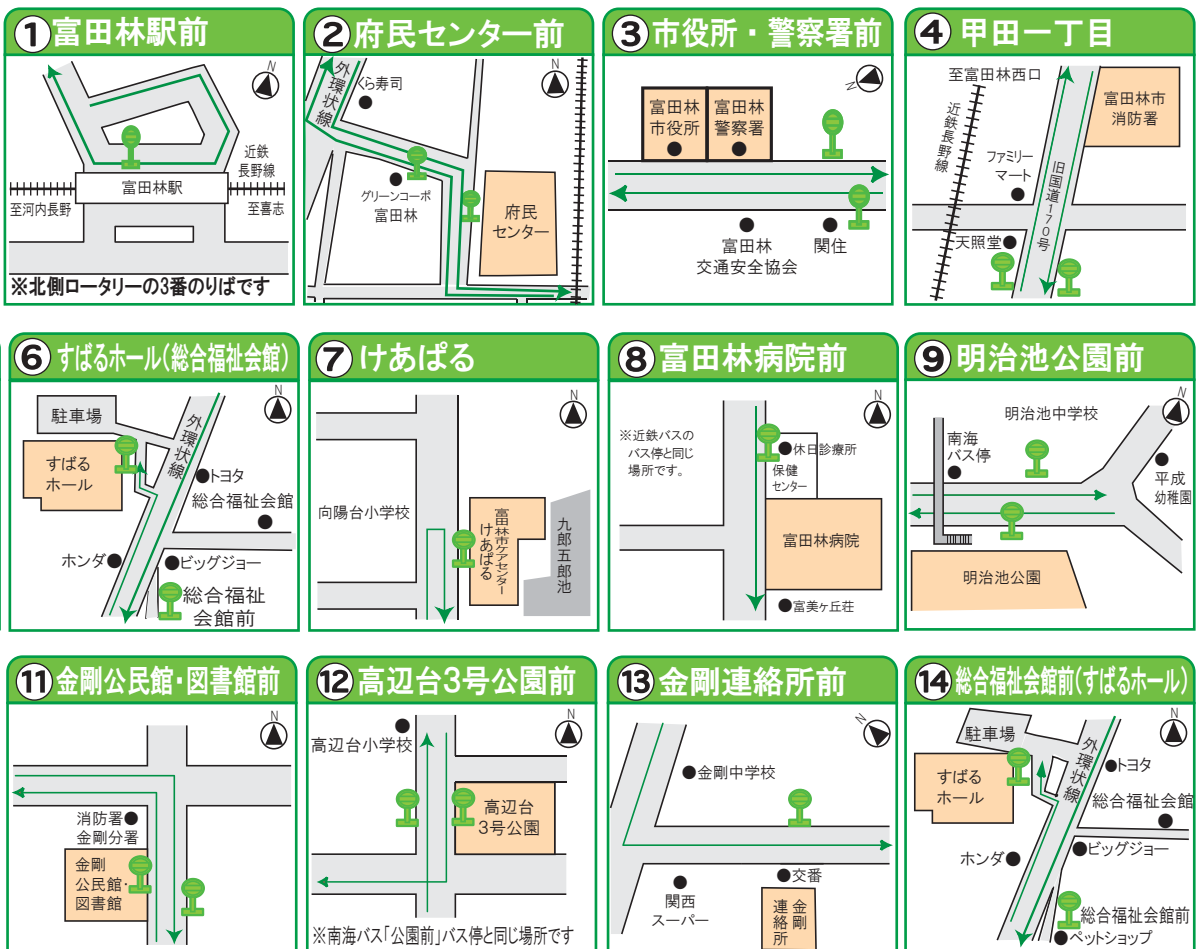 ①富田林駅前
N
近鉄
長野線
富田林駅
至河内長野
至喜志
※北側ロータリーの3番のりばです
②府民センター前
外環状線
くら寿司
N
グリーンコーポ
富田林
府民
センター
③市役所・警察署前
N
富田林
市役所
富田林
警察署
富田林
交通安全協会
関住
④甲田一丁目
至富田林西口
近鉄長野線
富田林市
消防署
ファミリー
マート
旧国道170号
天照堂
⑥すばるホール(総合福祉会館)
N
駐車場
外環状線
すばる
ホール
トヨタ
総合福祉会館
ホンダ
ビッグジョー
総合福祉
会館前
⑦けあぱる
N
向陽台小学校
富田林市ケアセンター
けあぱる
九郎五郎池
⑧富田林病院前
N
※近鉄バスの
バス停と同じ
場所です。
休日診療所
保健
センター
富田林病院
富美ヶ丘荘
⑨明治池公園前
N
明治池中学校
南海
バス停
平成
幼稚園
明治池公園
⑪金剛公民館・図書館前
N
消防署
金剛分署
金剛
公民館・
図書館
⑫高辺台3号公園前
N
高辺台小学校
高辺台
3号公園
※南海バス「公園前」バス停と同じ場所です
⑬金剛連絡所前
N
金剛中学校
関西
スーパー
交番
金剛
連絡所
⑭総合福祉会館前(すばるホール)
N
駐車場
外環状線
すばる
ホール
トヨタ
総合福祉会館
ホンダ
ビッグジョー
総合福祉会館前
ペットショップ